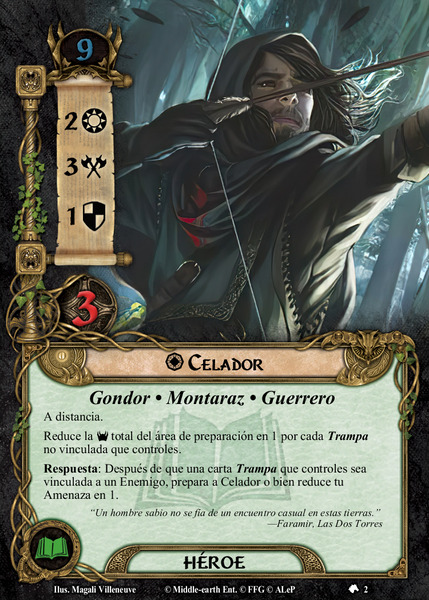 9
2
3
1
3
Celador
Gondor • Montaraz • Guerrero
A distancia.
Reduce la total del área de preparación en 1 por cada Trampa
no vinculada que controles.
Respuesta: Después de que una carta Trampa que controles sea
vinculada a un Enemigo, prepara a Celador o bien reduce tu
Amenaza en 1.
“Un hombre sabio no se fía de un encuentro casual en estas tierras.”
—Faramir, Las Dos Torres
HÉROE
Ilus. Magali Villeneuve © Middle-earth Ent. © FFG © ALeP 2